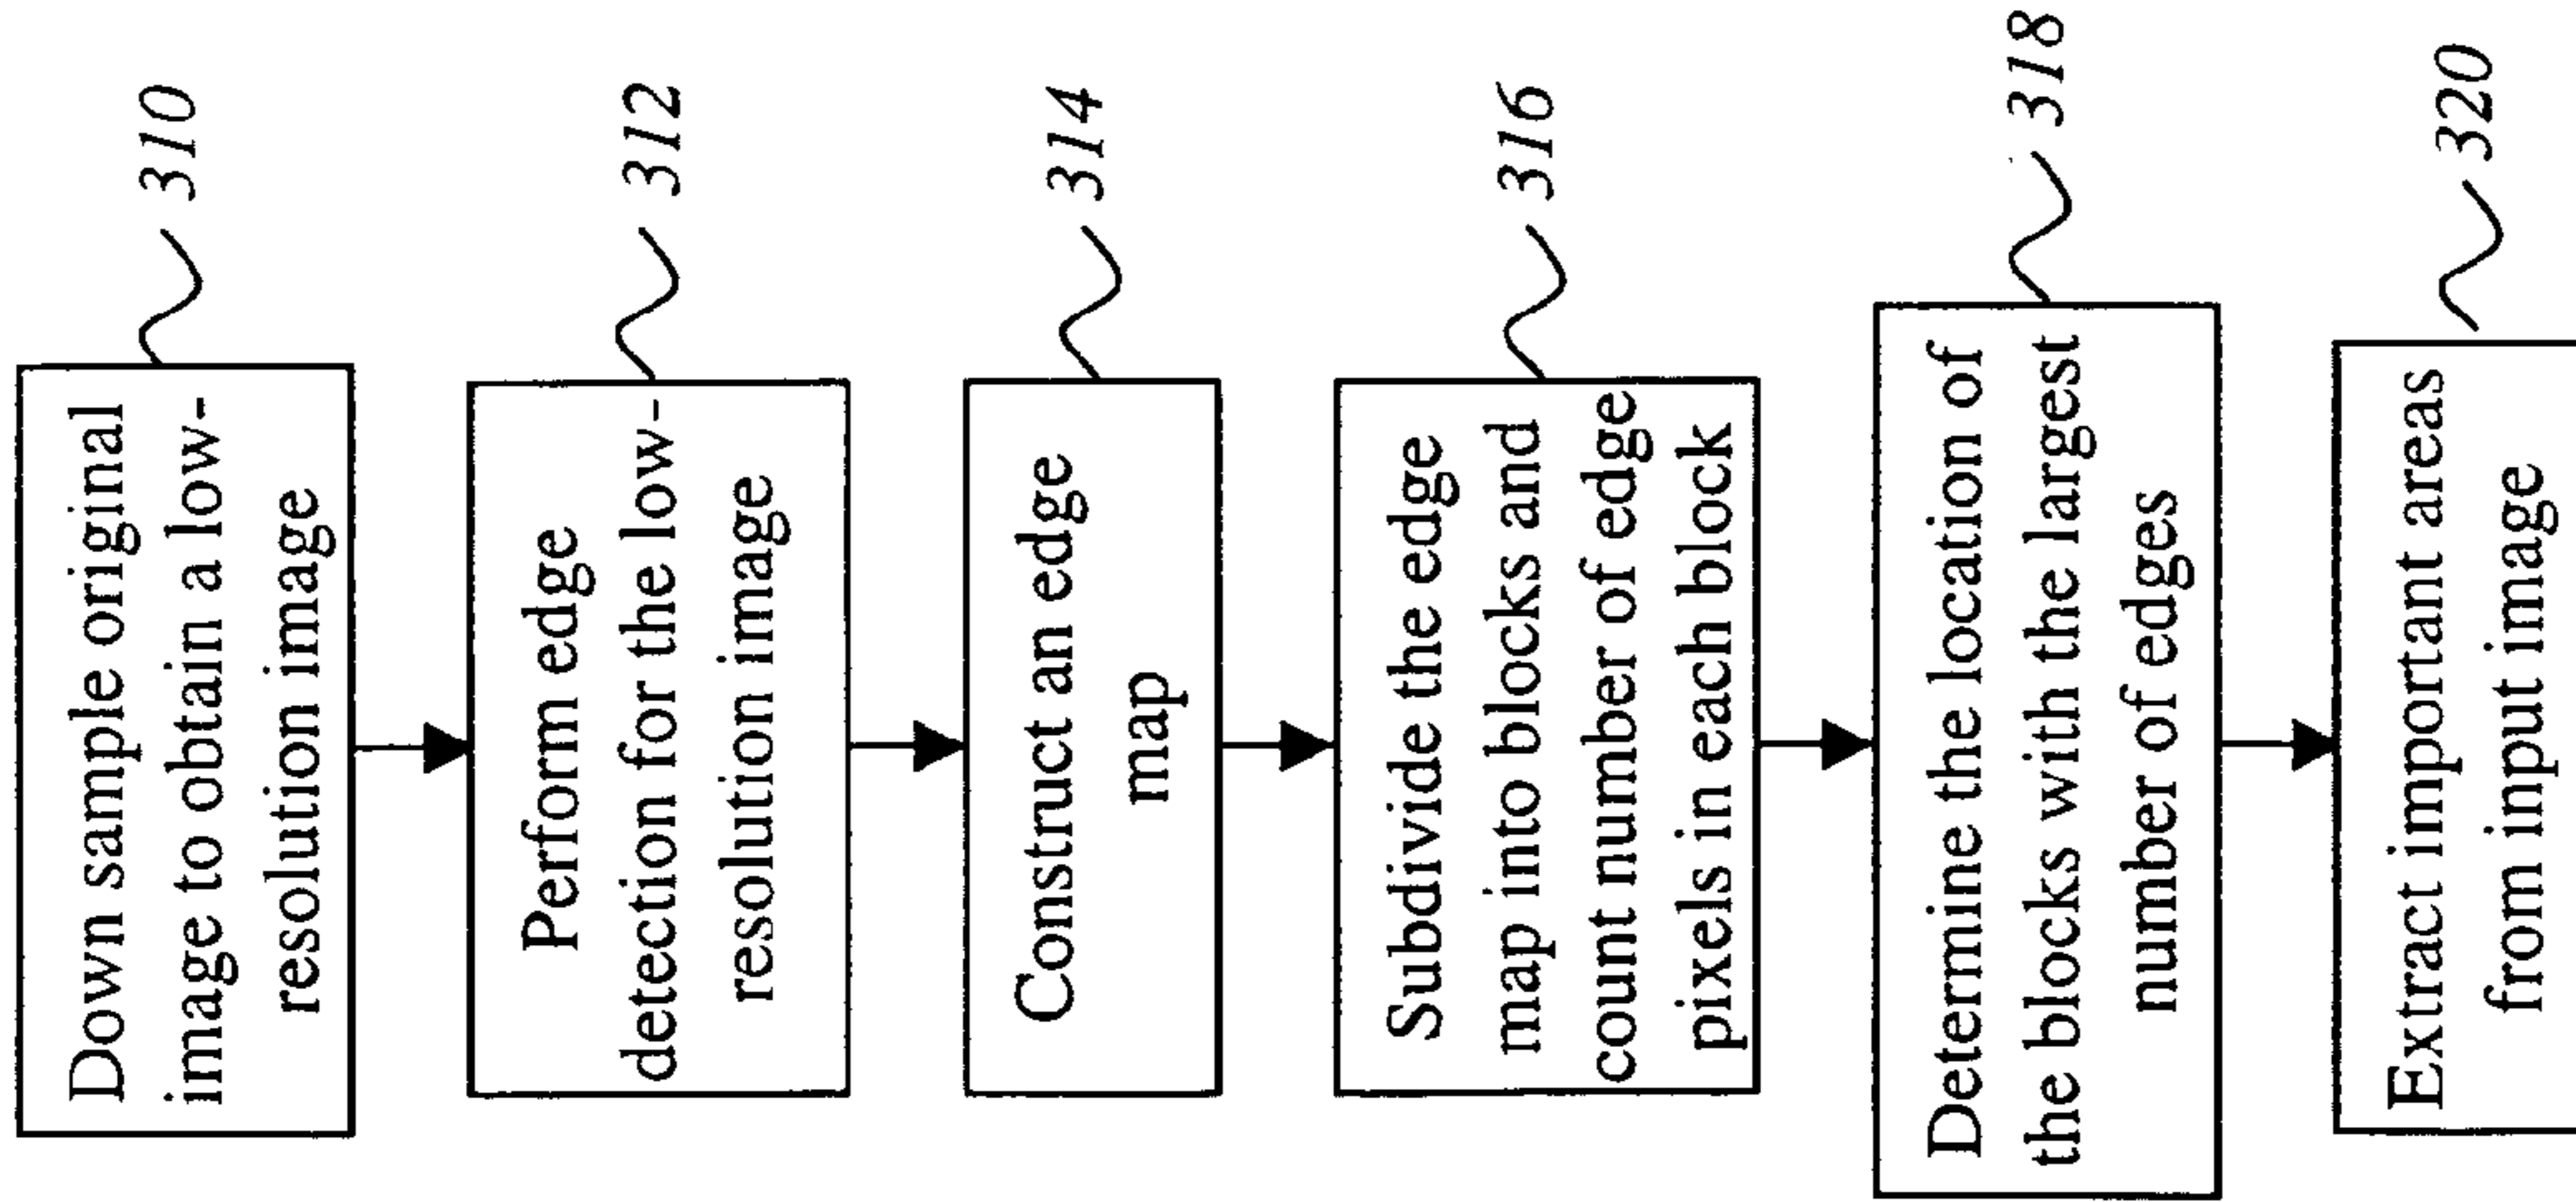 Down sample original
image to obtain a low-
resolution image
310
Perform edge
detection for the low-
resolution image
312
Construct an edge
map
314
Subdivide the edge
map into blocks and
count number of edge
pixels in each block
316
Determine the location of
the blocks with the largest
number of edges
318
Extract important areas
from input image
320